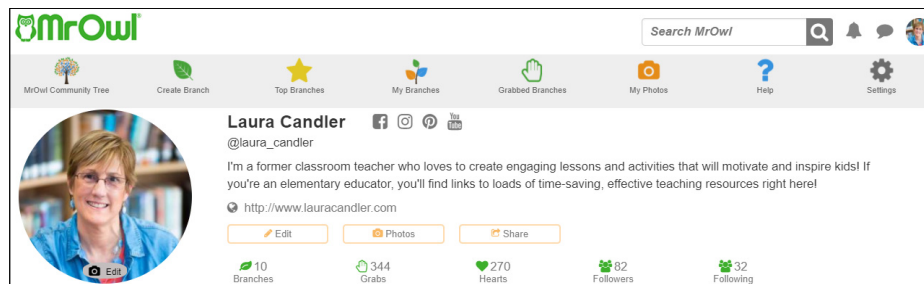 MrOwl
Search MrOwl
MrOwl Community Tree
Create Branch
Top Branches
My Branches
Grabbed Branches
My Photos
Help
Settings
Laura Candler
You
Tube
@laura_candler
I'm a former classroom teacher who loves to create engaging lessons and activities that will motivate and inspire kids! If
you're an elementary educator, you'll find links to loads of time-saving, effective teaching resources right here!
http://www.lauracandler.com
Edit
Photos
Share
Edit
10
Branches
344
Grabs
270
Hearts
82
Followers
32
Following